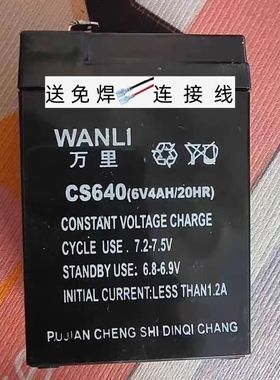 送免焊连接线
WANLI
万里
CS640(6V4AH/20HR)
CONSTANT VOLTAGE CHARGE
CYCLE USE : 7.2-7.5V
STANDBY USE: 6.8-6.9V
INITIAL CURRENT:LESS THAN1.2A
PUJIAN CHENG SHI DINQI CHANG